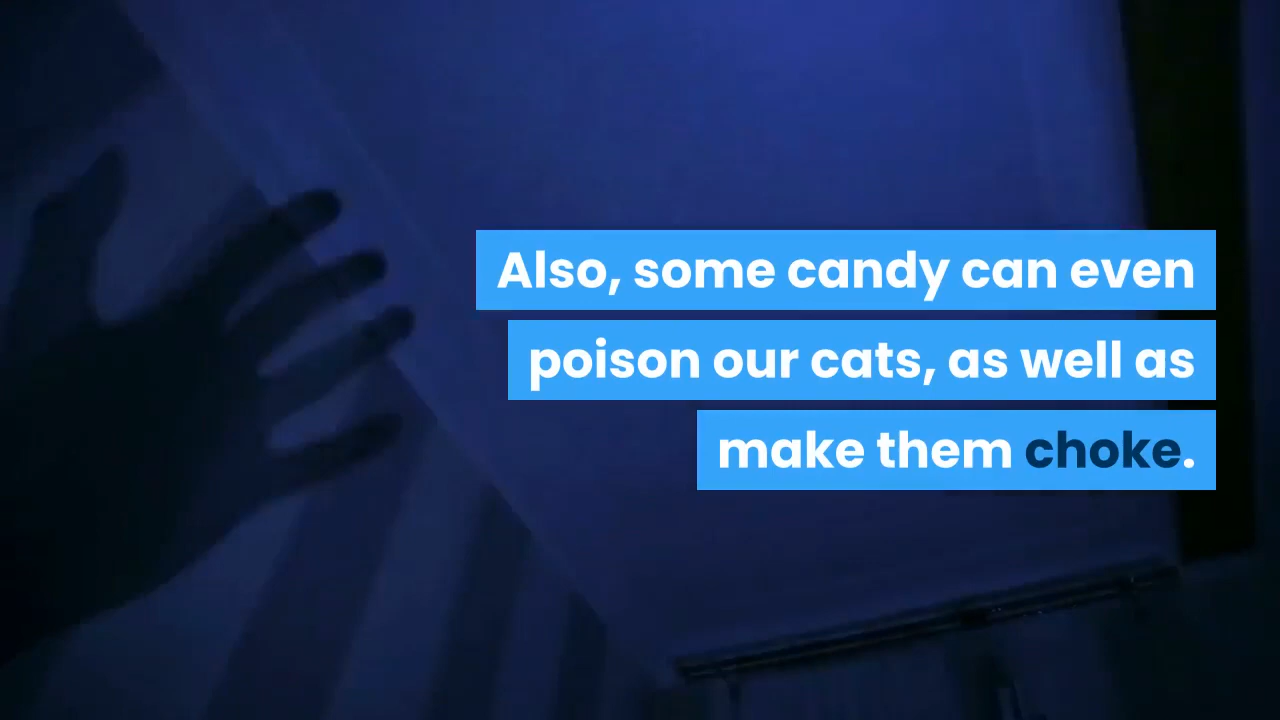 Also, some candy can even
poison our cats, as well as
make them choke.